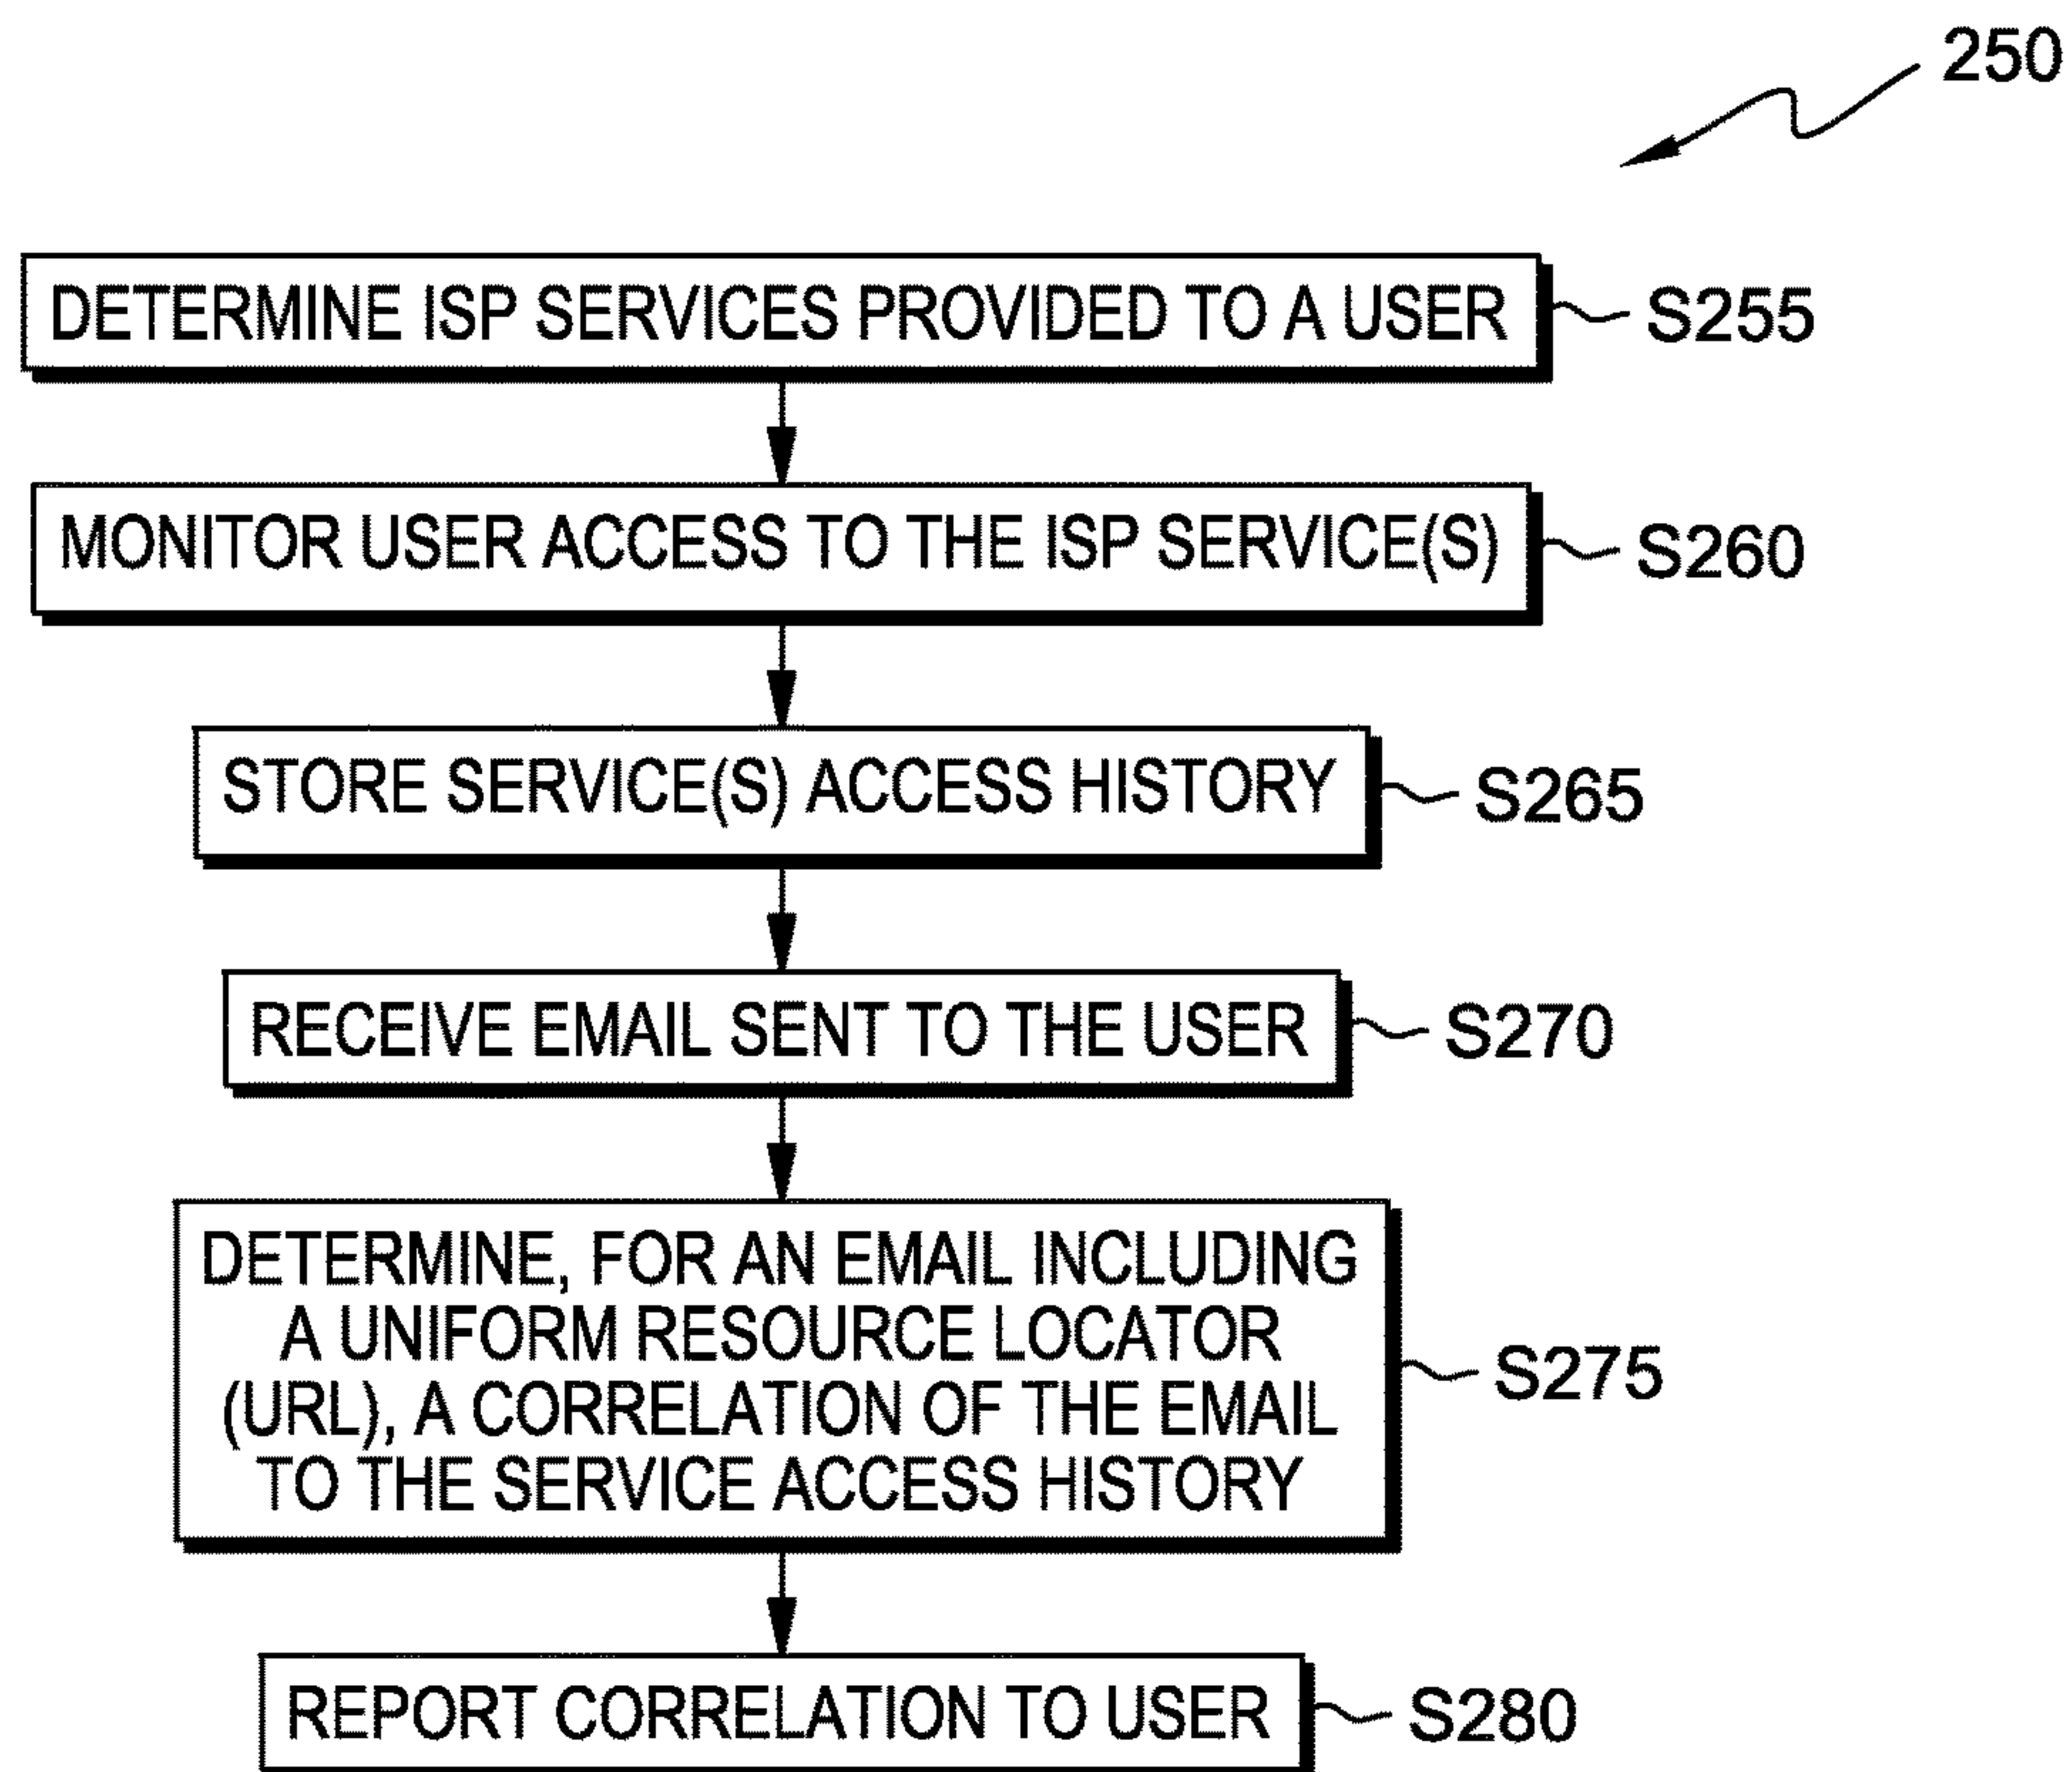 250
DETERMINE ISP SERVICES PROVIDED TO A USER
S255
MONITOR USER ACCESS TO THE ISP SERVICE(S)
S260
STORE SERVICE(S) ACCESS HISTORY
S265
RECEIVE EMAIL SENT TO THE USER
S270
DETERMINE, FOR AN EMAIL INCLUDING
A UNIFORM RESOURCE LOCATOR
(URL), A CORRELATION OF THE EMAIL
TO THE SERVICE ACCESS HISTORY
S275
REPORT CORRELATION TO USER
S280